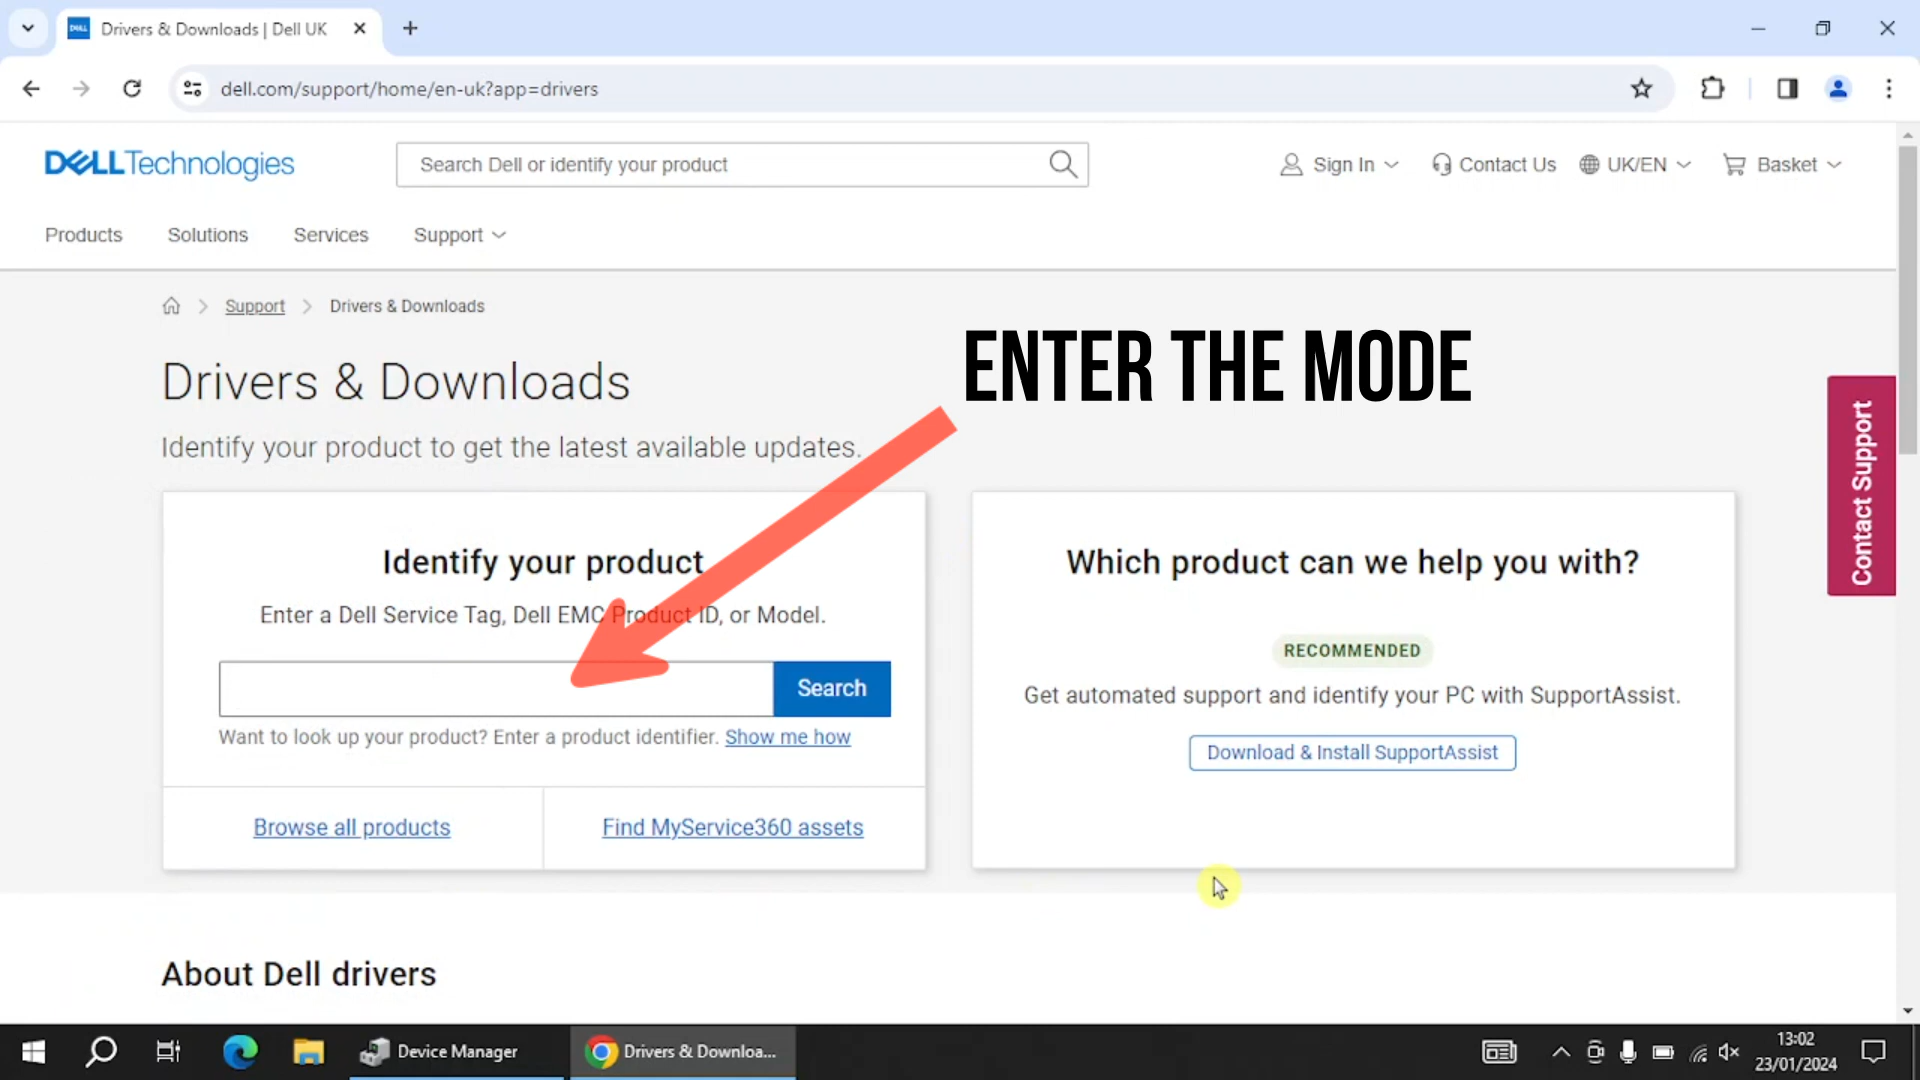 Drivers & Downloads | Dell UK
dell.com/support/home/en-uk?app=drivers
DELL Technologies
Search Dell or identify your product
Sign In
Contact Us
UK/EN
Basket
Products
Solutions
Services
Support
Support
Drivers & Downloads
ENTER THE MODE
Drivers & Downloads
Identify your product to get the latest available updates.
Contact Support
Identify your product
Enter a Dell Service Tag, Dell EMC Product ID, or Model.
Search
Want to look up your product? Enter a product identifier. Show me how
Browse all products
Find MyService360 assets
Which product can we help you with?
RECOMMENDED
Get automated support and identify your PC with SupportAssist.
Download & Install SupportAssist
About Dell drivers
Device Manager
Drivers & Downloa...
13:02
23/01/2024